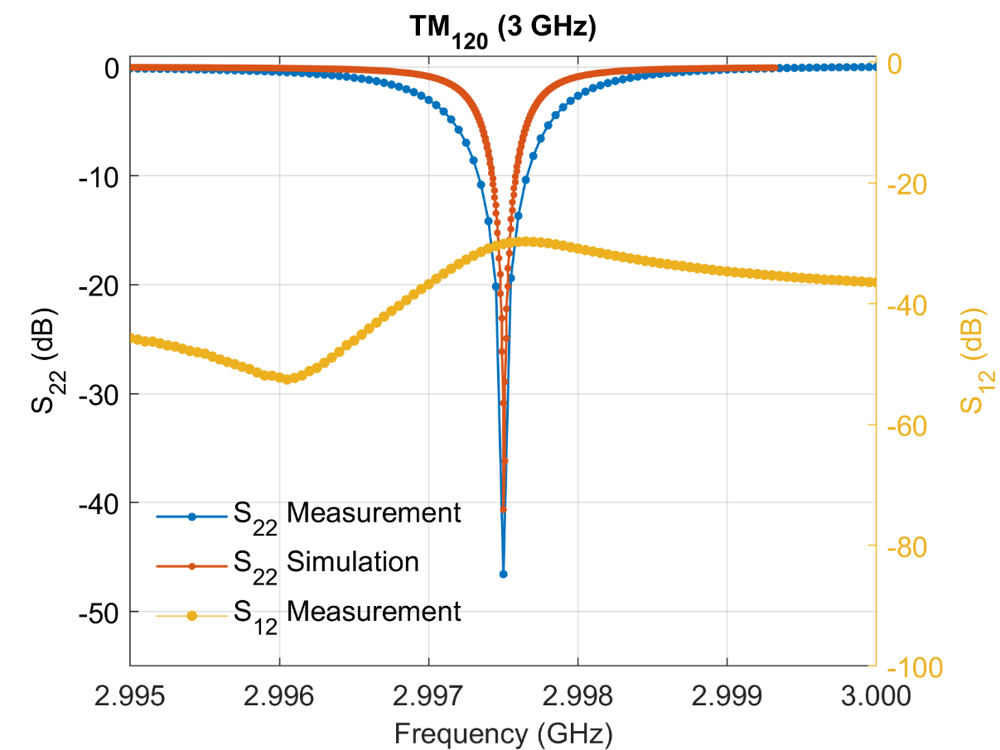 TM120 (3 GHz)
0
-10
-20
-30
-40
-50
S22 (dB)
0
-20
-40
-60
-80
-100
S12 (dB)
S22 Measurement
S22 Simulation
S12 Measurement
2.995 2.996 2.997 2.998 2.999 3.000
Frequency (GHz)